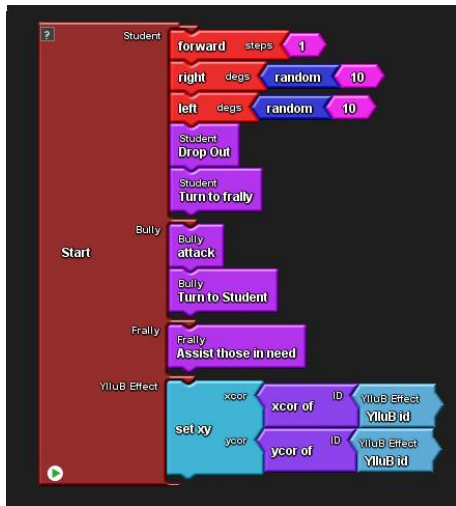 ?
Student
forward steps 1
right degs random 10
left degs random 10
Student
Drop Out
Student
Turn to frally
Start
Bully
Bully
attack
Bully
Turn to Student
Frally
Frally
Assist those in need
YlluB Effect
set xy
xcor xcor of ID YlluB Effect
YlluB id
ycor ycor of ID YlluB Effect
YlluB id